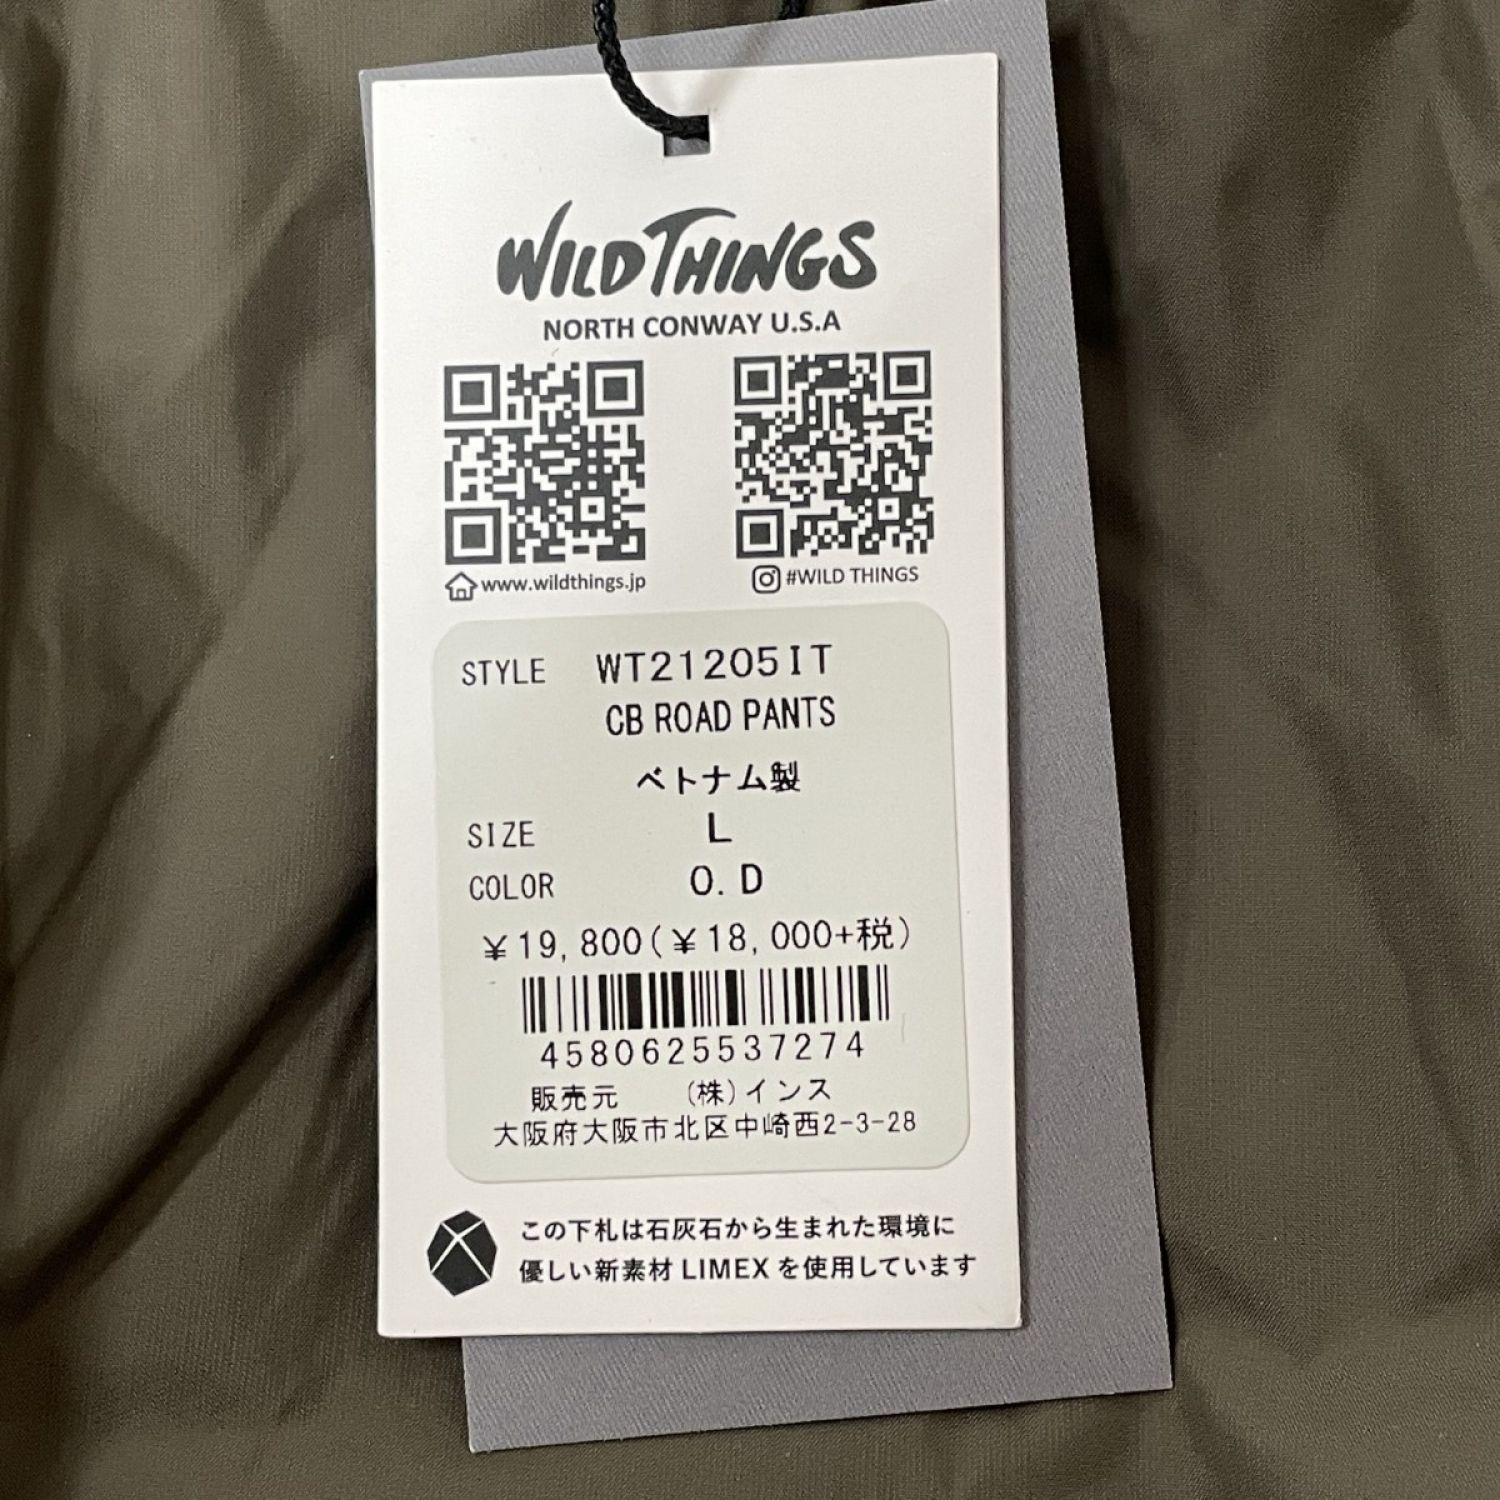 WILD THINGS
NORTH CONWAY U.S.A
www.wildthings.jp
#WILD THINGS
STYLE WT21205IT
CB ROAD PANTS
ベトナム製
SIZE L
COLOR O.D
¥19,800(¥18,000+税)
4580625537274
販売元 (株)インス
大阪府大阪市北区中崎西2-3-28
この下札は石灰石から生まれた環境に
優しい新素材 LIMEX を使用しています